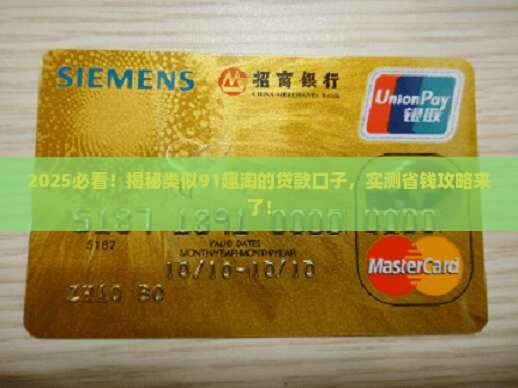 SIEMENS 招商银行
CHINA MERCHANTS BANK
UnionPay
银联
2025必看！揭秘类似91趣淘的贷款口子，实测省钱攻略来
了！
5187 1891 0000 0000
5187
VALID DATES
MONTH/YEAR-MONTH/YEAR
10/10-10/10
MasterCard
ZHAO BO